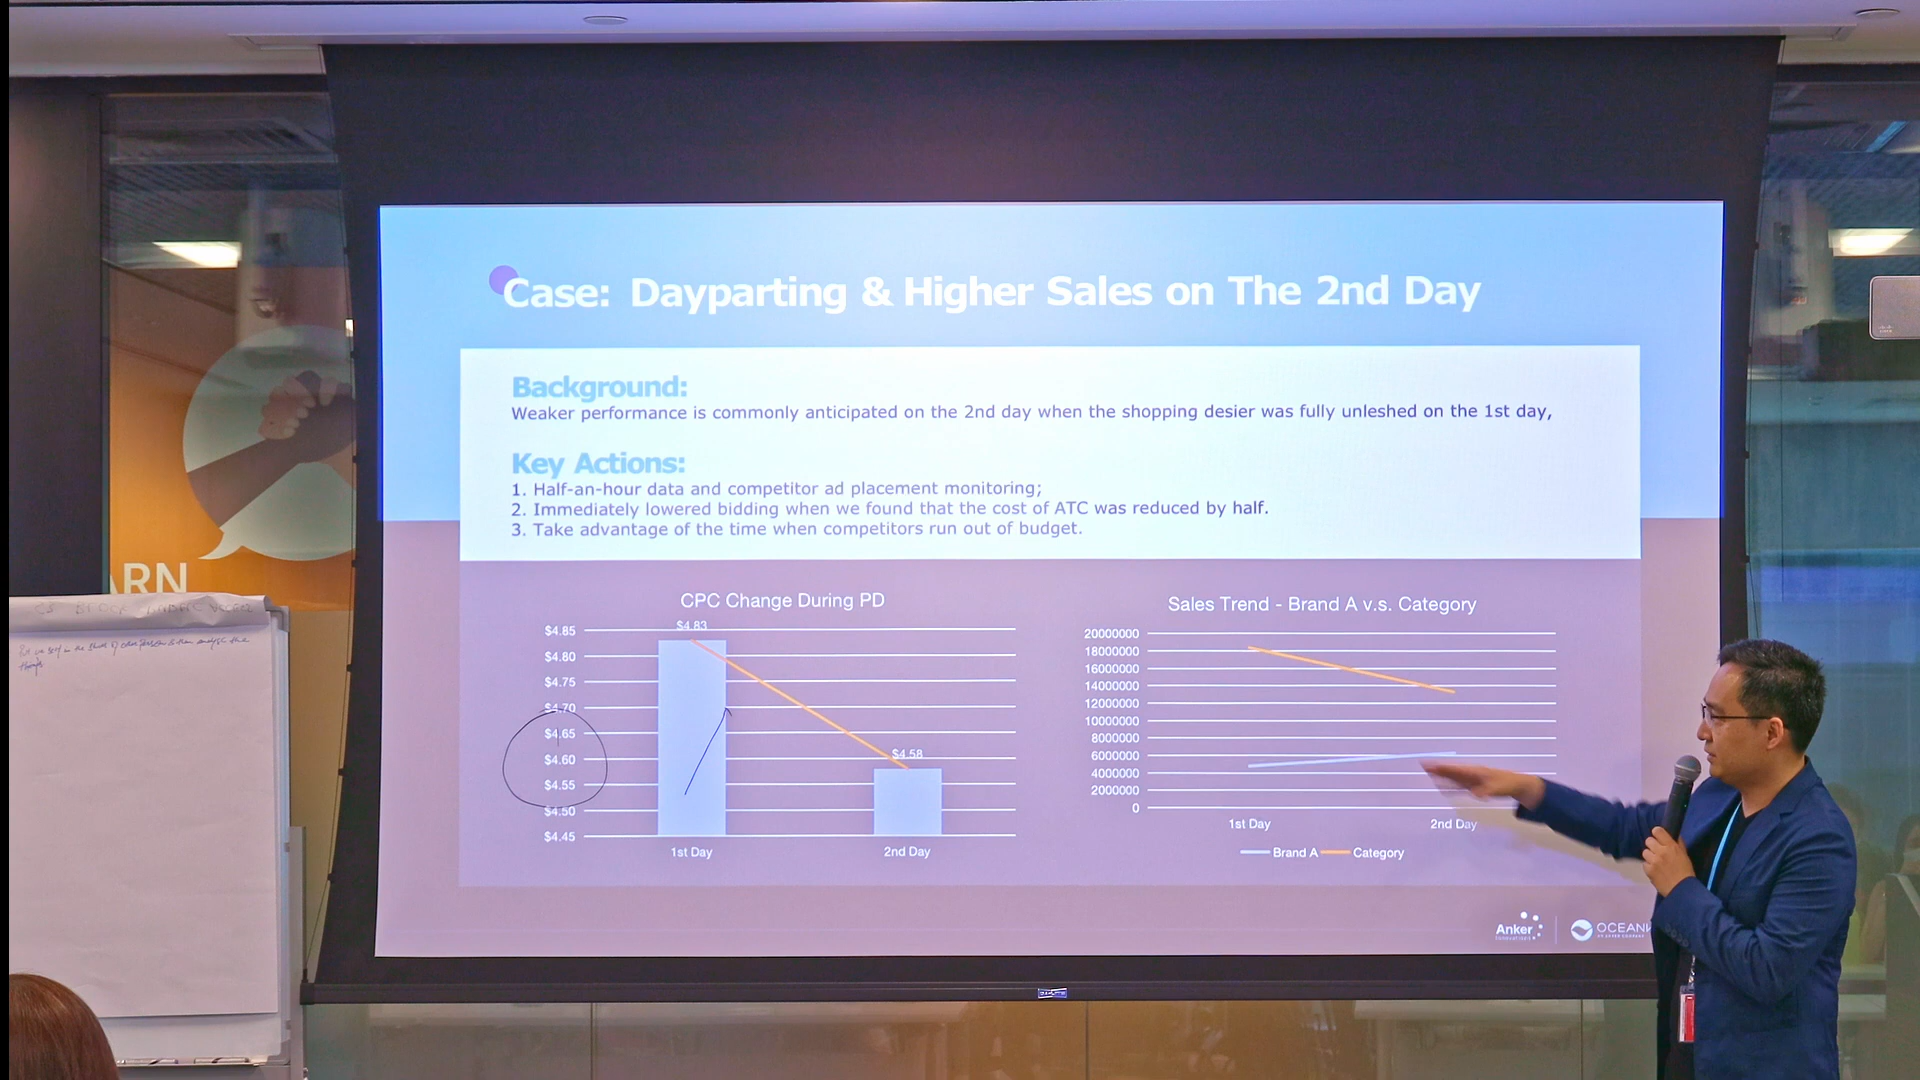 Case: Dayparting & Higher Sales on The 2nd Day
Background:
Weaker performance is commonly anticipated on the 2nd day when the shopping desier was fully unleshed on the 1st day,
Key Actions:
1. Half-an-hour data and competitor ad placement monitoring;
2. Immediately lowered bidding when we found that the cost of ATC was reduced by half.
3. Take advantage of the time when competitors run out of budget.
CPC Change During PD
$4.85
$4.80
$4.75
$4.70
$4.65
$4.60
$4.55
$4.50
$4.45
$4.83
$4.58
1st Day
2nd Day
Sales Trend - Brand A v.s. Category
20000000
18000000
16000000
14000000
12000000
10000000
8000000
6000000
4000000
2000000
0
1st Day
2nd Day
Brand A
Category
Anker
Innovations
OCEAN
ARN